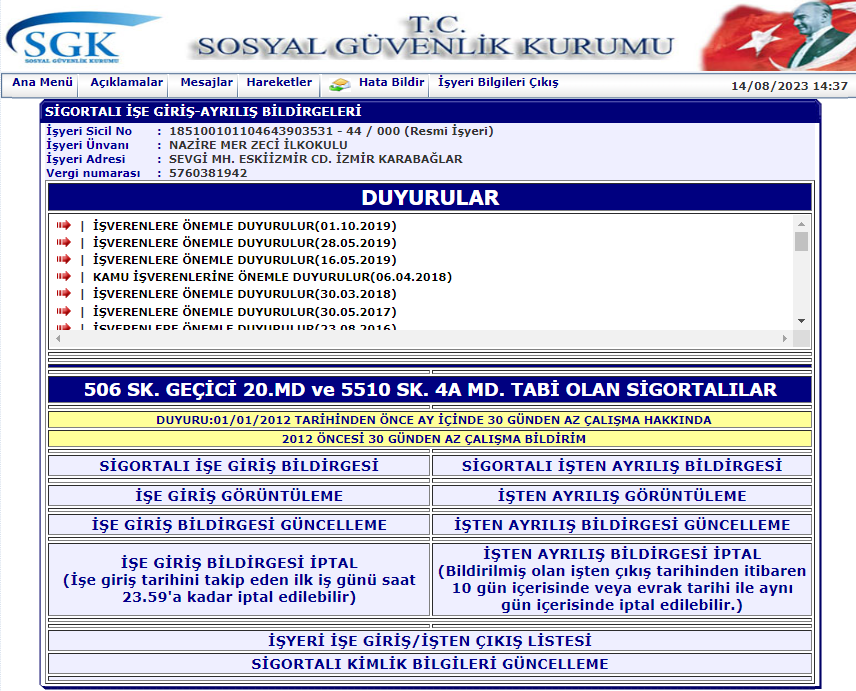 SGK
SOSYAL GÜVENLİK KURUMU
T.C.
SOSYAL GÜVENLİK KURUMU
Ana Menü Açıklamalar Mesajlar Hareketler Hata Bildir İşyeri Bilgileri Çıkış 14/08/2023 14:37
SİGORTALI İŞE GİRİŞ-AYRILIŞ BİLDİRGELERİ
İşyeri Sicil No : 185100101104643903531 - 44 / 000 (Resmi İşyeri)
İşyeri Ünvanı : NAZİRE MER ZECİ İLKOKULU
İşyeri Adresi : SEVGİ MH. ESKİİZMİR CD. İZMİR KARABAĞLAR
Vergi numarası : 5760381942
DUYURULAR
| İŞVERENLERE ÖNEMLE DUYURULUR(01.10.2019)
| İŞVERENLERE ÖNEMLE DUYURULUR(28.05.2019)
| İŞVERENLERE ÖNEMLE DUYURULUR(16.05.2019)
| KAMU İŞVERENLERİNE ÖNEMLE DUYURULUR(06.04.2018)
| İŞVERENLERE ÖNEMLE DUYURULUR(30.03.2018)
| İŞVERENLERE ÖNEMLE DUYURULUR(30.05.2017)
| İŞVERENLERE ÖNEMLE DUYURULUR(23.08.2016)
506 SK. GEÇİCİ 20.MD ve 5510 SK. 4A MD. TABİ OLAN SİGORTALILAR
DUYURU:01/01/2012 TARİHİNDEN ÖNCE AY İÇİNDE 30 GÜNDEN AZ ÇALIŞMA HAKKINDA
2012 ÖNCESİ 30 GÜNDEN AZ ÇALIŞMA BİLDİRİM
SİGORTALI İŞE GİRİŞ BİLDİRGESİ SİGORTALI İŞTEN AYRILIŞ BİLDİRGESİ
İŞE GİRİŞ GÖRÜNTÜLEME İŞTEN AYRILIŞ GÖRÜNTÜLEME
İŞE GİRİŞ BİLDİRGESİ GÜNCELLEME İŞTEN AYRILIŞ BİLDİRGESİ GÜNCELLEME
İŞE GİRİŞ BİLDİRGESİ İPTAL
(İşe giriş tarihini takip eden ilk iş günü saat
23.59'a kadar iptal edilebilir)
İŞTEN AYRILIŞ BİLDİRGESİ İPTAL
(Bildirilmiş olan işten çıkış tarihinden itibaren
10 gün içerisinde veya evrak tarihi ile aynı
gün içerisinde iptal edilebilir.)
İŞYERİ İŞE GİRİŞ/İŞTEN ÇIKIŞ LİSTESİ
SİGORTALI KİMLİK BİLGİLERİ GÜNCELLEME